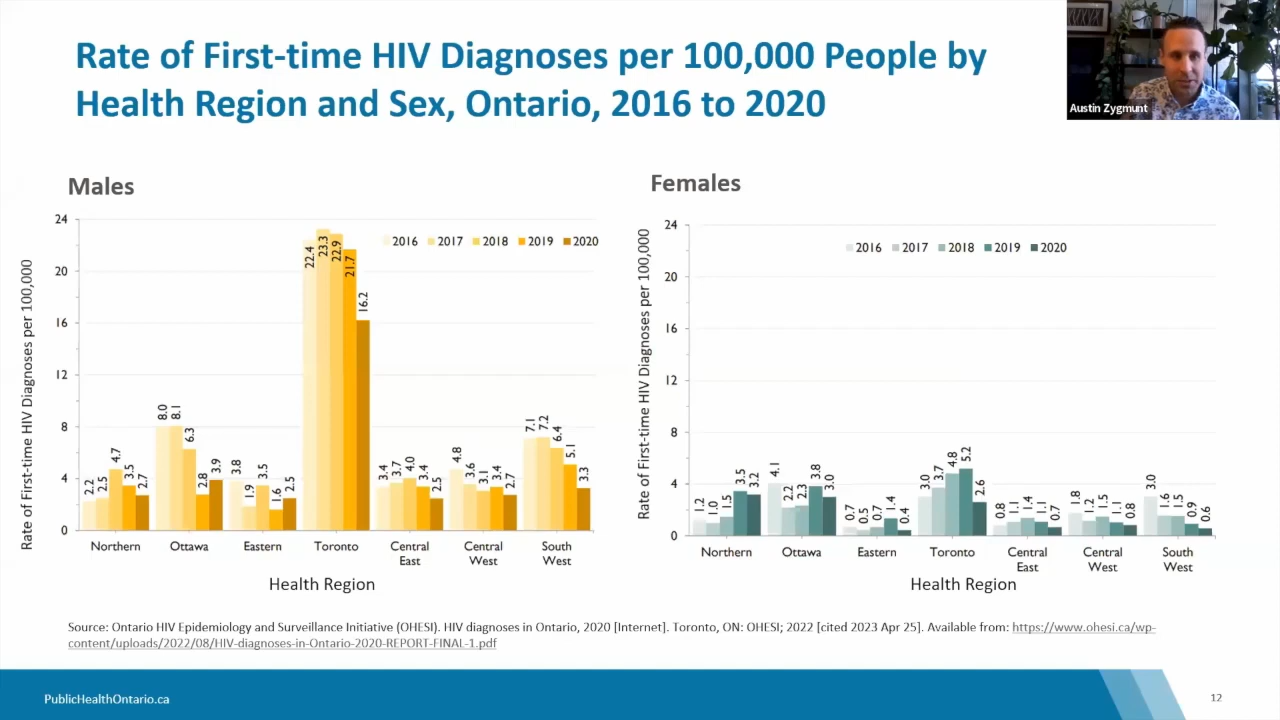 Rate of First-time HIV Diagnoses per 100,000 People by
Health Region and Sex, Ontario, 2016 to 2020
Austin Zygmunt
Males
24
20
16
12
8
4
0
Rate of First-time HIV Diagnoses per 100,000
2016 2017 2018 2019 2020
2.2 2.5 4.7 3.5 2.7
8.0 8.1 6.3 2.8 3.9
3.8 1.9 3.5 1.6 2.5
22.4 23.3 22.9 21.7 16.2
3.4 3.7 4.0 3.4 2.5
4.8 3.6 3.1 3.4 2.7
7.1 7.2 6.4 5.1 3.3
Northern Ottawa Eastern Toronto Central East Central West South West
Health Region
Females
24
20
16
12
8
4
0
Rate of First-time HIV Diagnoses per 100,000
2016 2017 2018 2019 2020
1.2 1.0 1.5 3.5 3.2
4.1 2.2 2.3 3.8 3.0
0.7 0.5 0.7 1.4 0.4
3.0 3.7 4.8 5.2 2.6
0.8 1.1 1.4 1.1 0.7
1.8 1.2 1.5 1.1 0.8
3.0 1.6 1.5 0.9 0.6
Northern Ottawa Eastern Toronto Central East Central West South West
Health Region
Source: Ontario HIV Epidemiology and Surveillance Initiative (OHESI). HIV diagnoses in Ontario, 2020 [Internet]. Toronto, ON: OHESI; 2022 [cited 2023 Apr 25]. Available from: https://www.ohesi.ca/wp-
content/uploads/2022/08/HIV-diagnoses-in-Ontario-2020-REPORT-FINAL-1.pdf
PublicHealthOntario.ca
12